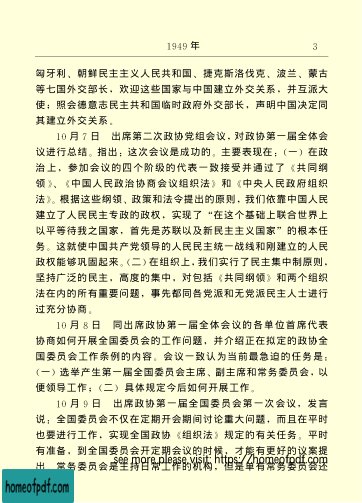 1949 年 3
匈牙利、朝鲜民主主义人民共和国、捷克斯洛伐克、波兰、蒙古
等七国外交部长，欢迎这些国家与中国建立外交关系，并互派大
使；照会德意志民主共和国临时政府外交部长，声明中国决定同
其建立外交关系。
10 月 7 日 出席第二次政协党组会议，对政协第一届全体会
议进行总结。指出：这次会议是成功的。主要表现在：(一) 在政
治上，参加会议的四个阶级的代表一致接受并通过了《共同纲
领》、《中国人民政治协商会议组织法》和《中央人民政府组织
法》。根据这些纲领、政策和法令提出的原则，我们依靠中国人民
建立了人民民主专政的政权，实现了“在这个基础上联合世界上
以平等待我之国家，首先是苏联以及新民主主义国家”的根本任
务。这就使中国共产党领导的人民民主统一战线和刚建立的人民
政权能够巩固起来。(二) 在组织上，我们实行了民主集中制原则，
坚持广泛的民主，高度的集中，对包括《共同纲领》和两个组织
法在内的所有重要问题，事先都同各党派和无党派民主人士进行
过充分协商。
10 月 8 日 同出席政协第一届全体会议的各单位首席代表
协商如何开展全国委员会的工作问题，并介绍正在拟定的政协全
国委员会工作条例的内容。会议一致认为当前最急迫的任务是：
(一) 选举产生第一届全国委员会主席、副主席和常务委员会，以
便领导工作；(二) 具体规定今后如何开展工作。
10 月 9 日 出席政协第一届全国委员会第一次会议，发言
说：全国委员会不仅在定期开会期间讨论重大问题，而且在平时
也要进行工作，实现全国政协《组织法》规定的有关任务。平时
有准备，到全国委员会开定期会议的时候，才能有更好的议案提
出。常务委员会是主持日常工作的机构，但是单有常务委员会还
see more please visit: https://homeofpdf.com
homeofpdf.com